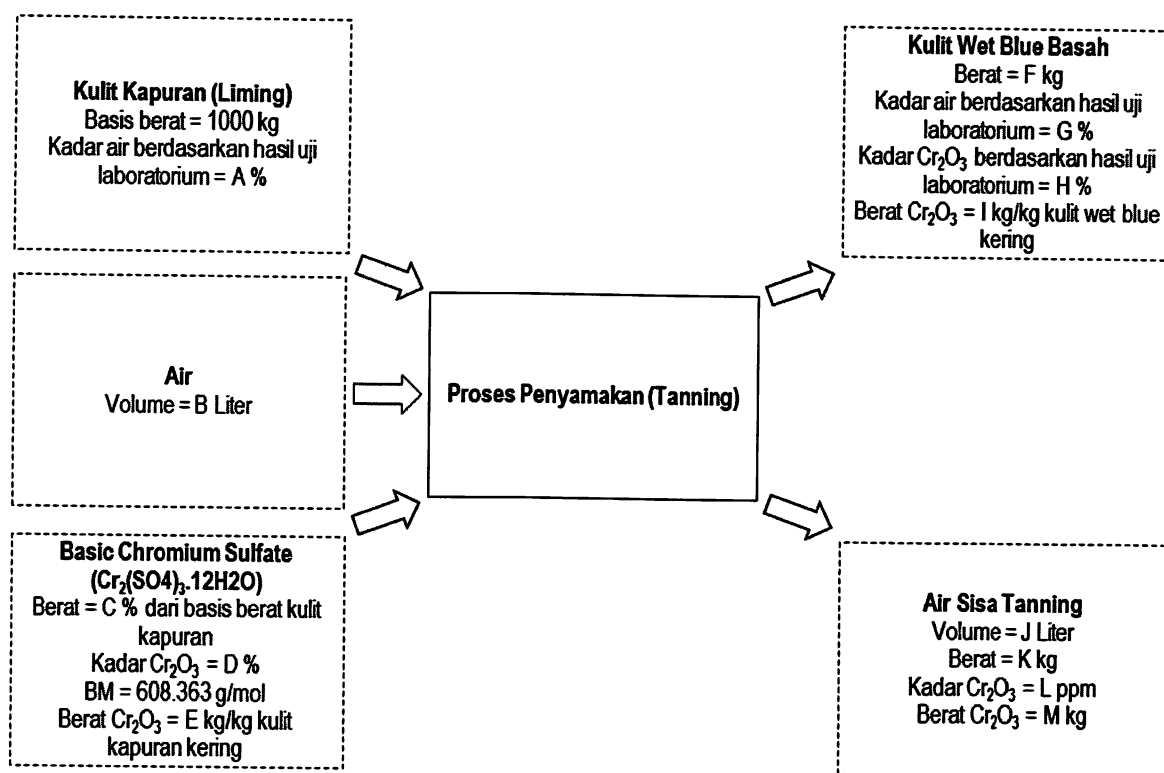 Kulit Kapuran (Liming)
Basis berat = 1000 kg
Kadar air berdasarkan hasil uji
laboratorium = A %
Air
Volume = B Liter
Basic Chromium Sulfate
(Cr₂(SO4)₃.12H2O)
Berat = C % dari basis berat kulit
kapuran
Kadar Cr₂O₃ = D %
BM = 608.363 g/mol
Berat Cr₂O₃ = E kg/kg kulit
kapuran kering
Proses Penyamakan (Tanning)
Kulit Wet Blue Basah
Berat = F kg
Kadar air berdasarkan hasil uji
laboratorium = G %
Kadar Cr₂O₃ berdasarkan hasil uji
laboratorium = H %
Berat Cr₂O₃ = I kg/kg kulit wet blue
kering
Air Sisa Tanning
Volume = J Liter
Berat = K kg
Kadar Cr₂O₃ = L ppm
Berat Cr₂O₃ = M kg